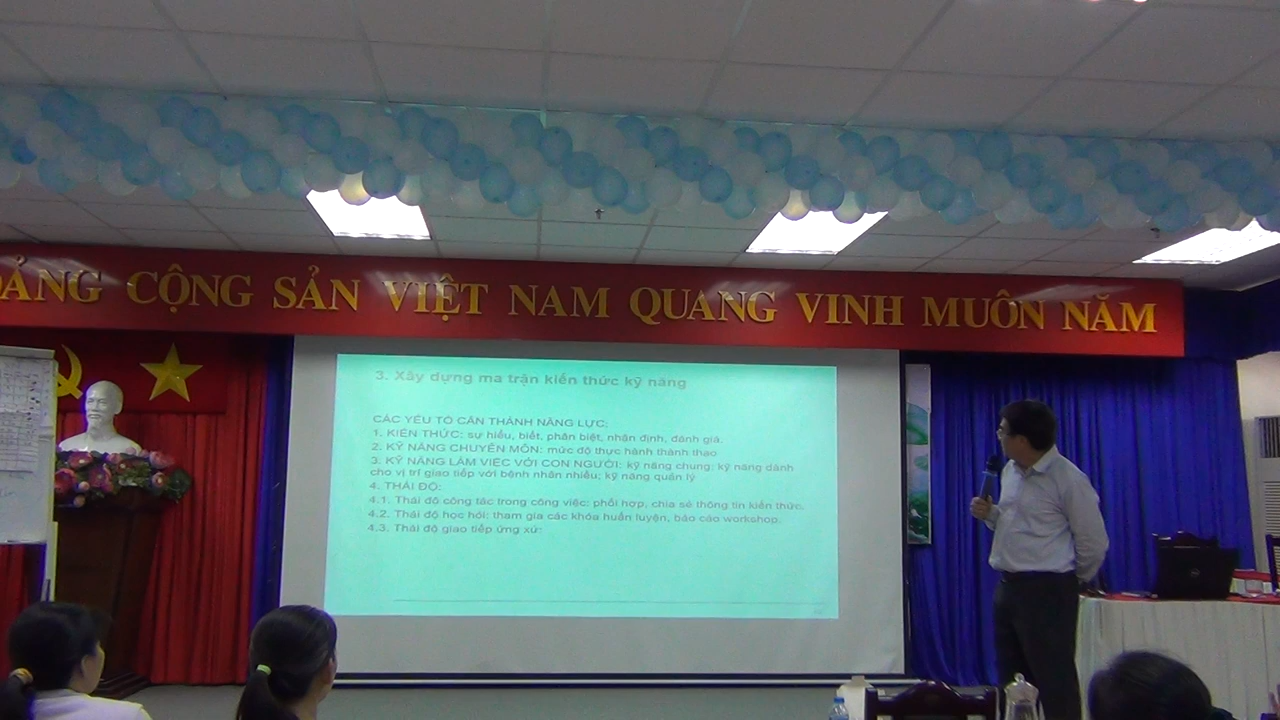 ĐẢNG CỘNG SẢN VIỆT NAM QUANG VINH MUÔN NĂM
3. Xây dựng ma trận kiến thức kỹ năng
CÁC YẾU TỐ CẤN THÀNH NĂNG LỰC:
1. KIẾN THỨC: sự hiểu, biết, phân biệt, nhận định, đánh giá.
2. KỸ NĂNG CHUYÊN MÔN: mức độ thực hành thành thạo
3. KỸ NĂNG LÀM VIỆC VỚI CON NGƯỜI: kỹ năng chung; kỹ năng dành
cho vị trí giao tiếp với bệnh nhân nhiều; kỹ năng quản lý
4. THÁI ĐỘ:
4.1. Thái độ công tác trong công việc: phối hợp, chia sẻ thông tin kiến thức.
4.2. Thái độ học hỏi: tham gia các khóa huấn luyện, báo cáo workshop.
4.3. Thái độ giao tiếp ứng xử: